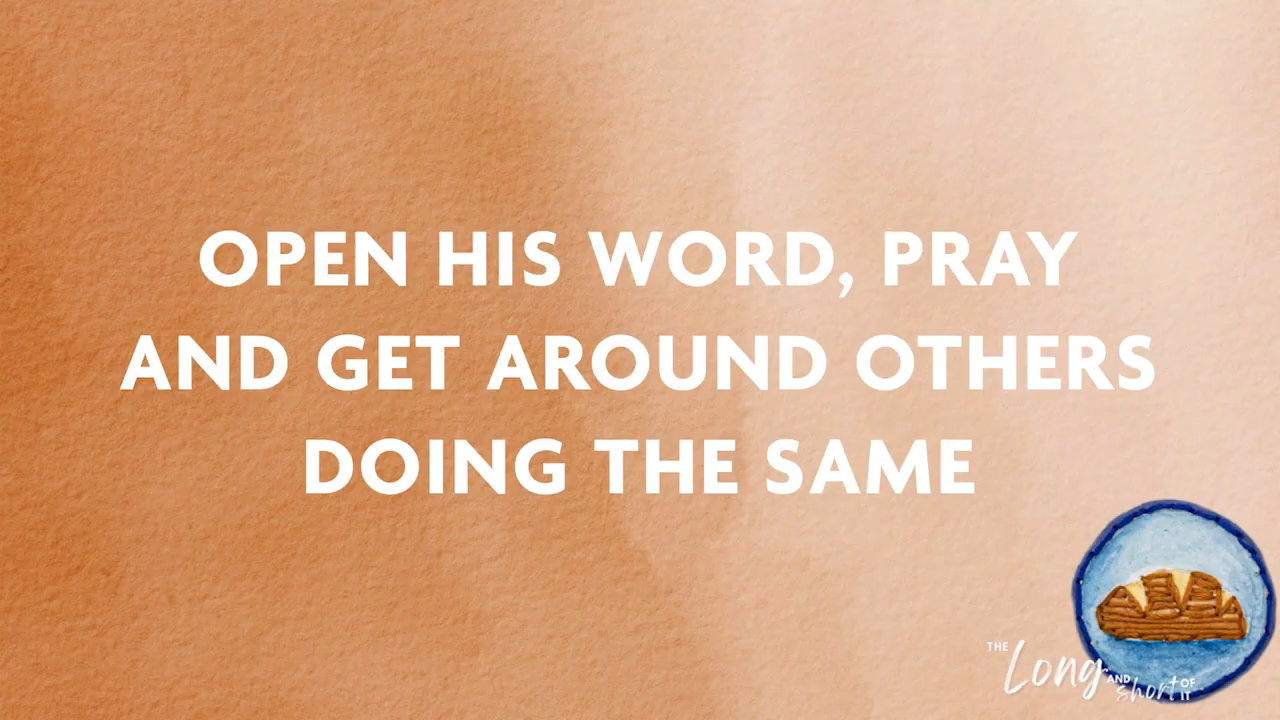 OPEN HIS WORD, PRAY
AND GET AROUND OTHERS
DOING THE SAME
THE Long AND short OF IT